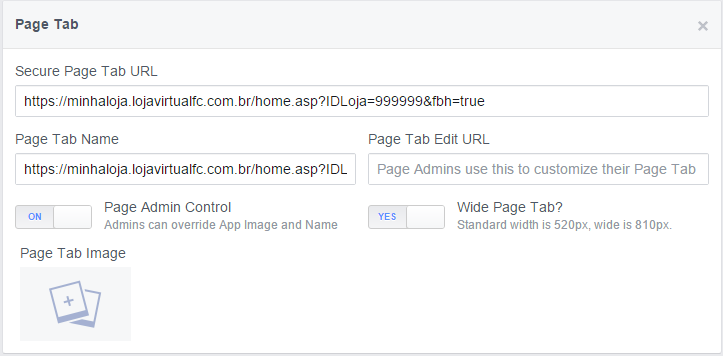 Page Tab
Secure Page Tab URL
https://minhaloja.lojavirtualfc.com.br/home.asp?IDLoja=999999&fbh=true
Page Tab Name
https://minhaloja.lojavirtualfc.com.br/home.asp?IDL
Page Tab Edit URL
Page Admins use this to customize their Page Tab
ON
Page Admin Control
Admins can override App Image and Name
YES
Wide Page Tab?
Standard width is 520px, wide is 810px.
Page Tab Image